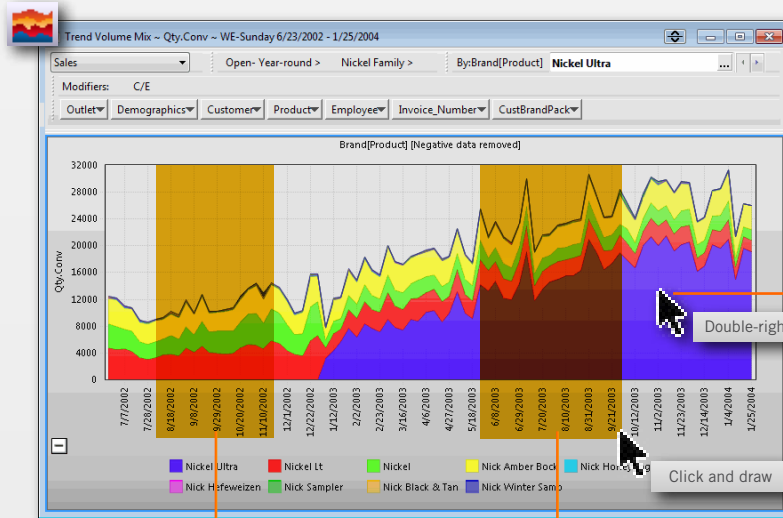 Trend Volume Mix ~ Qty.Conv ~ WE-Sunday 6/23/2002 - 1/25/2004
Sales Open- Year-round > Nickel Family > By:Brand[Product] Nickel Ultra ...
Modifiers: C/E
Outlet Demographics Customer Product Employee Invoice_Number CustBrandPack
Brand[Product] [Negative data removed]
Qty.Conv
32000
28000
24000
20000
16000
12000
8000
4000
0
7/7/2002 7/28/2002 8/18/2002 9/8/2002 9/29/2002 10/20/2002 11/10/2002 12/1/2002 12/22/2002 1/12/2003 2/2/2003 2/23/2003 3/16/2003 4/6/2003 4/27/2003 5/18/2003 6/8/2003 6/29/2003 7/20/2003 8/10/2003 8/31/2003 9/21/2003 10/12/2003 11/2/2003 11/23/2003 12/14/2003 1/4/2004 1/25/2004
Double-righ
Click and draw
Nickel Ultra Nickel Lt Nickel Nick Amber Bock Nick
Nick Hefeweizen Nick Sampler Nick Black & Tan Nick Winter Samp